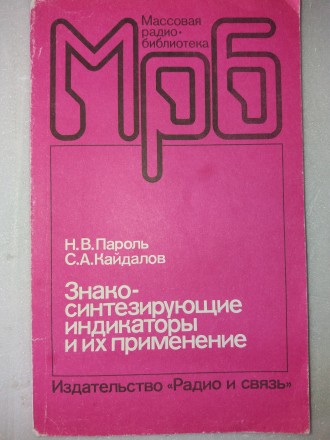 Массовая
радио-
библиотека
Мрб
Н.В.Пароль
С.А.Кайдалов
Знако-
синтезирующие
индикаторы
и их применение
Издательство «Радио и связь»